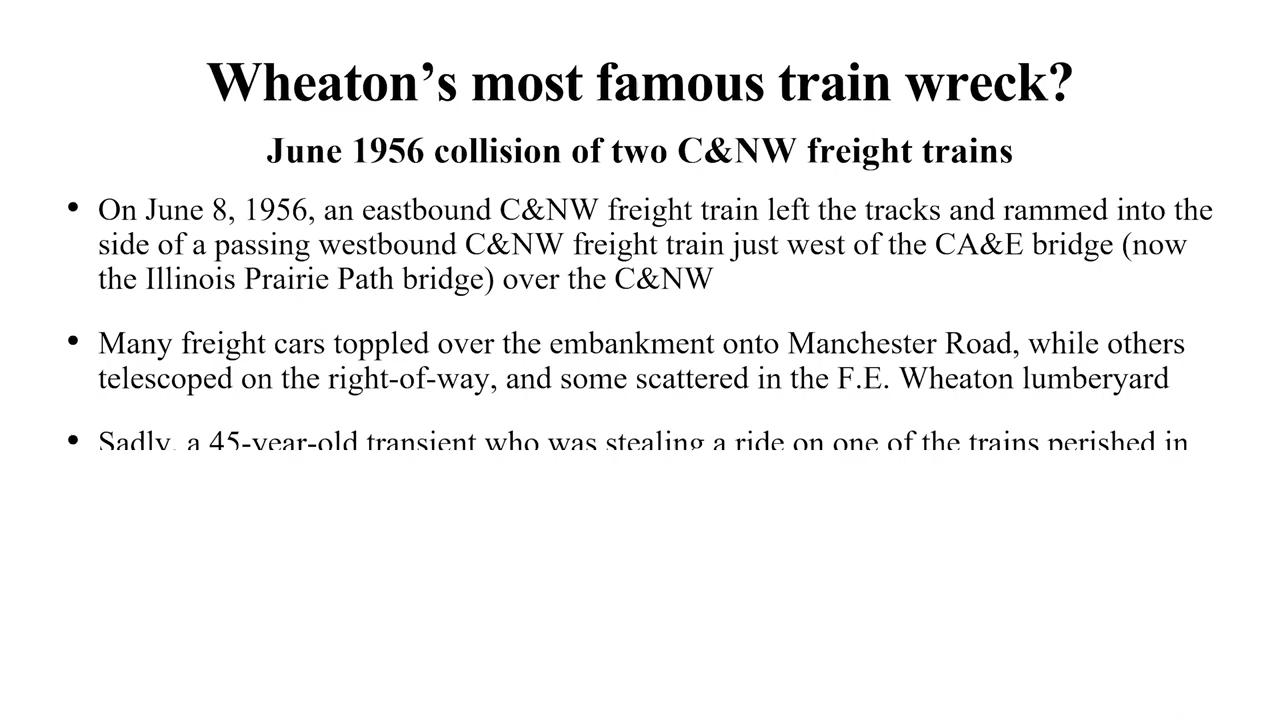 Wheaton’s most famous train wreck?
June 1956 collision of two C&NW freight trains
• On June 8, 1956, an eastbound C&NW freight train left the tracks and rammed into the
side of a passing westbound C&NW freight train just west of the CA&E bridge (now
the Illinois Prairie Path bridge) over the C&NW
• Many freight cars toppled over the embankment onto Manchester Road, while others
telescoped on the right-of-way, and some scattered in the F.E. Wheaton lumberyard
• Sadly, a 45-year-old transient who was stealing a ride on one of the trains perished in